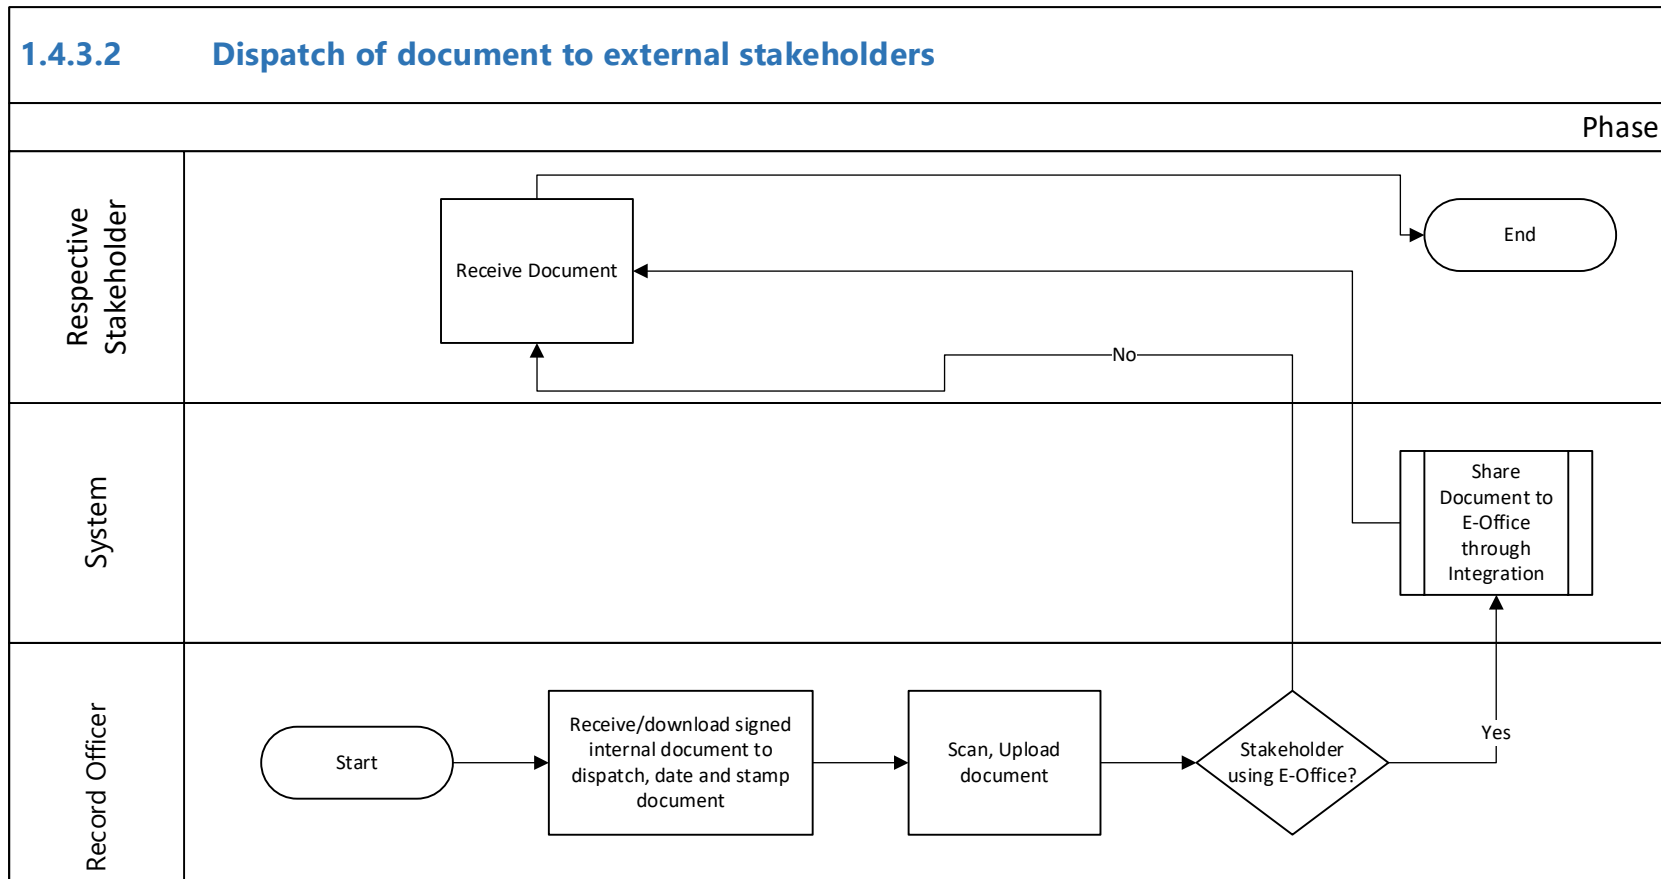 1.4.3.2 Dispatch of document to external stakeholders
Phase
Respective
Stakeholder
Receive Document
End
No
System
Share
Document to
E-Office
through
Integration
Record Officer
Start
Receive/download signed
internal document to
dispatch, date and stamp
document
Scan, Upload
document
Stakeholder
using E-Office?
Yes